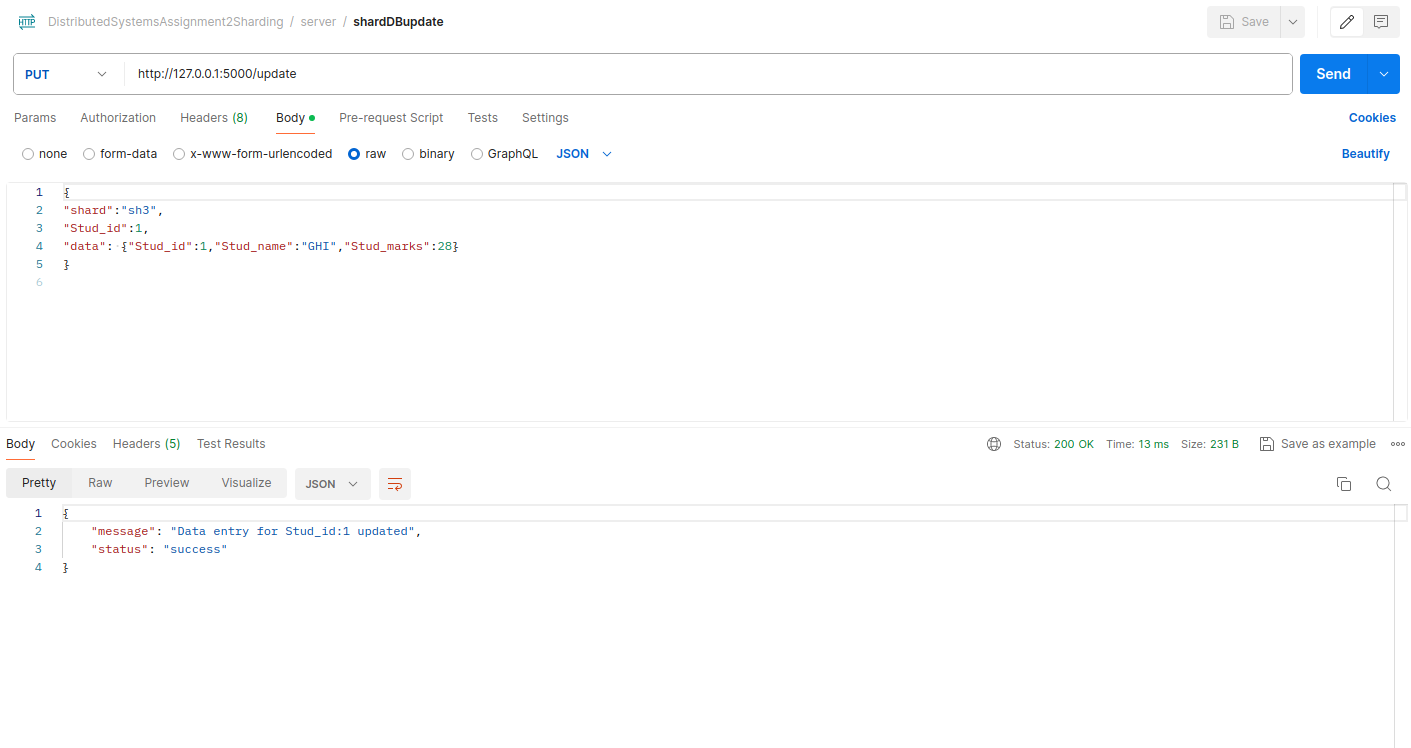 HTTP DistributedSystemsAssignment2Sharding / server / shardDBupdate Save
PUT http://127.0.0.1:5000/update Send
Params Authorization Headers (8) Body Pre-request Script Tests Settings Cookies
none form-data x-www-form-urlencoded raw binary GraphQL JSON Beautify
1 {
2 "shard":"sh3",
3 "Stud_id":1,
4 "data": {"Stud_id":1,"Stud_name":"GHI","Stud_marks":28}
5 }
6
Body Cookies Headers (5) Test Results Status: 200 OK Time: 13 ms Size: 231 B Save as example
Pretty Raw Preview Visualize JSON
1 {
2 "message": "Data entry for Stud_id:1 updated",
3 "status": "success"
4 }